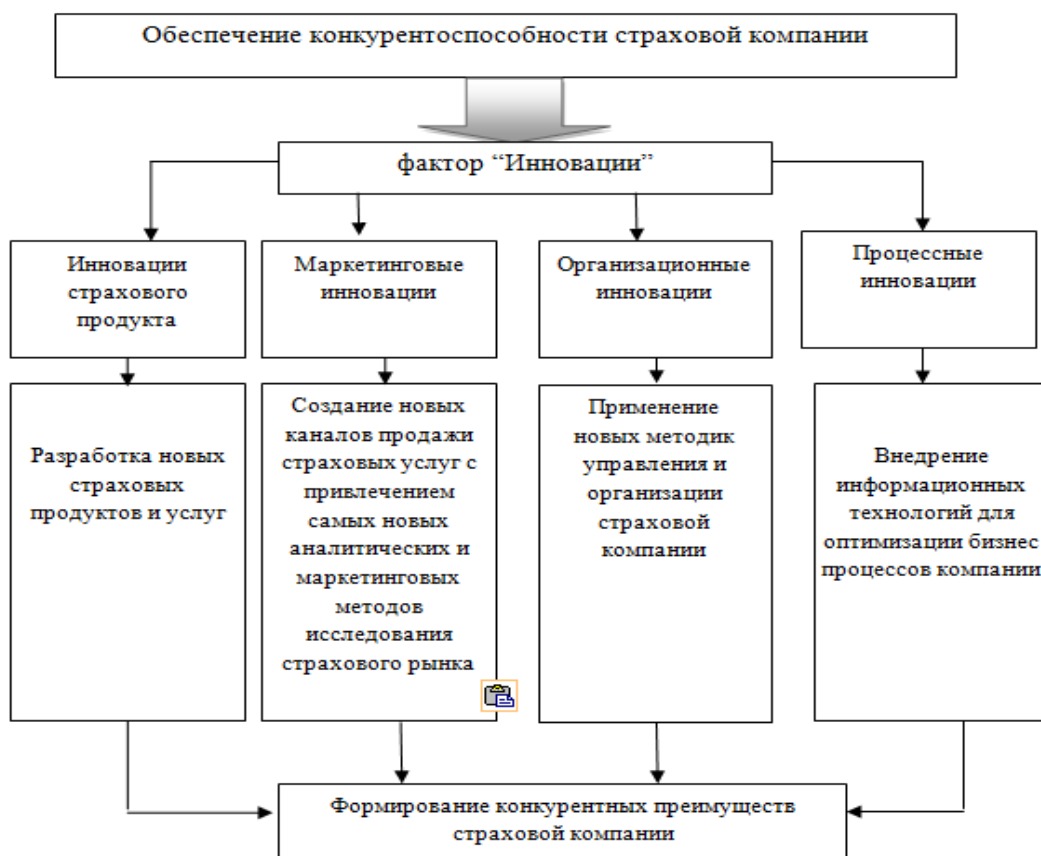 Обеспечение конкурентоспособности страховой компании
фактор “Инновации”
Инновации
страхового
продукта
Маркетинговые
инновации
Организационные
инновации
Процессные
инновации
Разработка новых
страховых
продуктов и услуг
Создание новых
каналов продажи
страховых услуг с
привлечением
самых новых
аналитических и
маркетинговых
методов
исследования
страхового рынка
Применение
новых методик
управления и
организации
страховой
компании
Внедрение
информационных
технологий для
оптимизации бизнес
процессов компании
Формирование конкурентных преимуществ
страховой компании